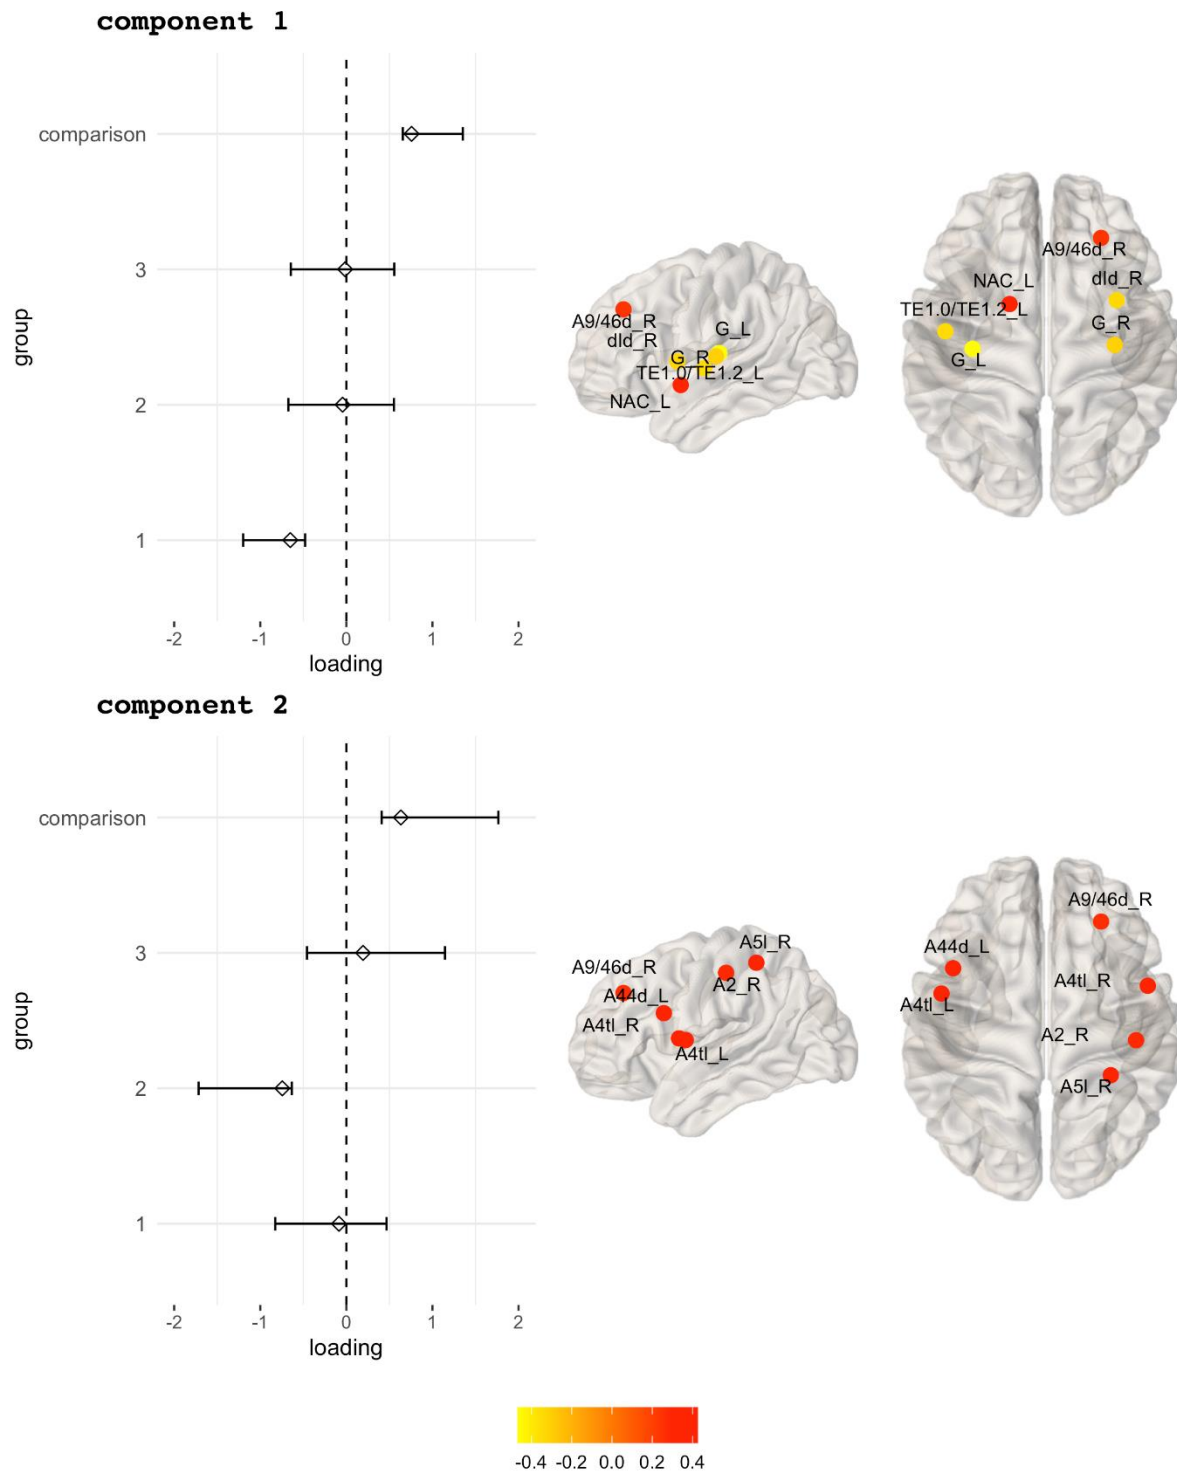 component 1
comparison
3
2
1
group
-2 -1 0 1 2
loading
A9/46d_R
dId_R
G_L
G_R
TE1.0/TE1.2_L
NAC_L
A9/46d_R
dId_R
NAC_L
TE1.0/TE1.2_L
G_R
G_L
component 2
comparison
3
2
1
group
-2 -1 0 1 2
loading
A5l_R
A9/46d_R
A2_R
A44d_L
A4tl_R
A4tl_L
A9/46d_R
A44d_L
A4tl_R
A4tl_L
A2_R
A5l_R
-0.4 -0.2 0.0 0.2 0.4